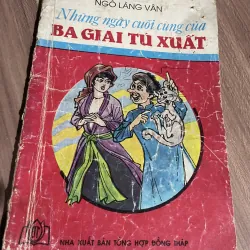 NGÔ LĂNG VÂN
Những ngày cuối cùng của
BA GIAI TÚ XUẤT
NHÀ XUẤT BẢN TỔNG HỢP ĐỒNG THÁP